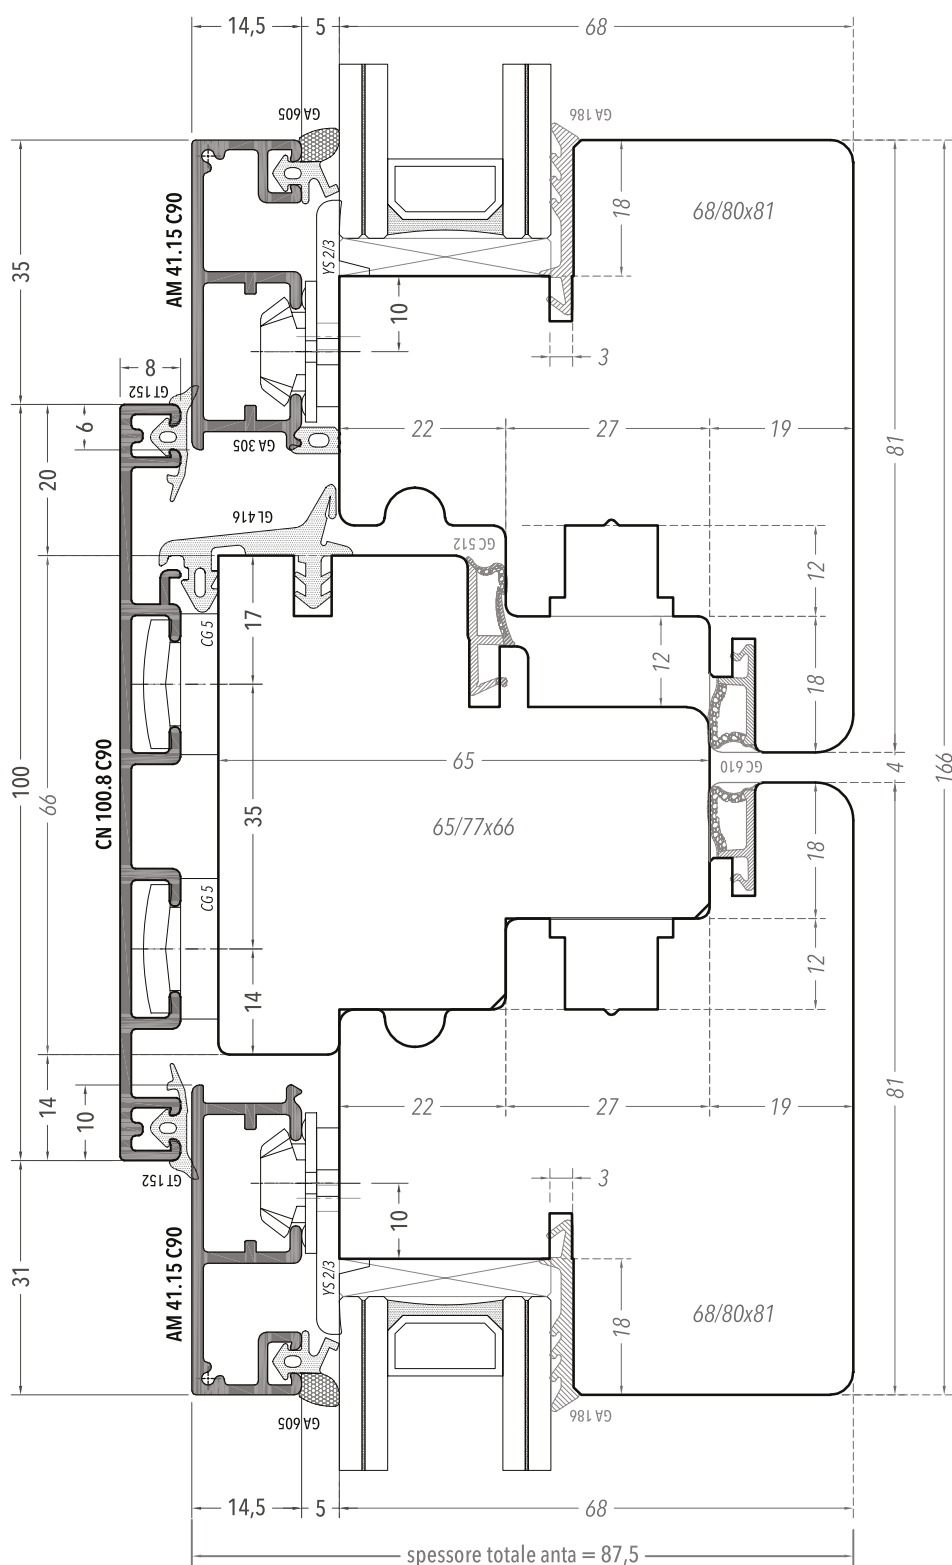 14,5
5
68
GA 605
GA 186
AM 41.15 C90
35
18
68/80x81
YS 2/3
10
8
3
GT 152
6
GA 305
22
27
19
81
20
GL 416
GC 512
12
17
CG 5
12
18
100
66
CN 100.8 C90
65
GC 610
4
166
35
65/77x66
18
CG 5
14
12
14
10
22
27
19
81
GT 152
3
10
AM 41.15 C90
31
YS 2/3
18
68/80x81
GA 605
GA 186
14,5
5
68
spessore totale anta = 87,5